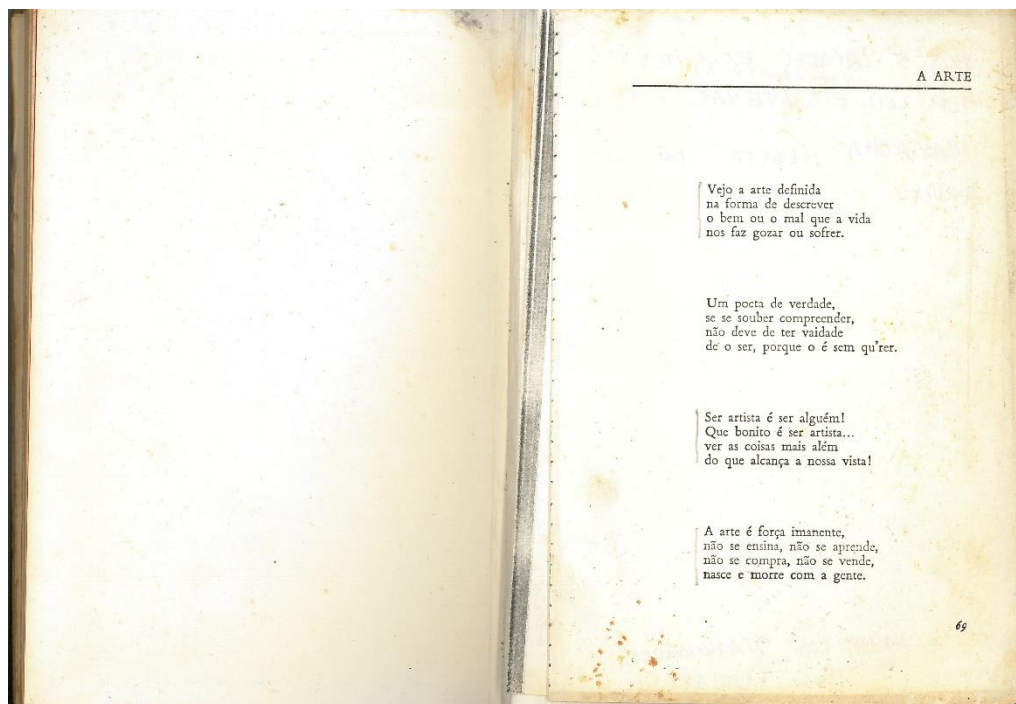 A ARTE
Vejo a arte definida
na forma de descrever
o bem ou o mal que a vida
nos faz gozar ou sofrer.
Um poeta de verdade,
se se souber compreender,
não deve de ter vaidade
de o ser, porque o é sem qu'rer.
Ser artista é ser alguém!
Que bonito é ser artista...
ver as coisas mais além
do que alcança a nossa vista!
A arte é força imanente,
não se ensina, não se aprende,
não se compra, não se vende,
nasce e morre com a gente.
69